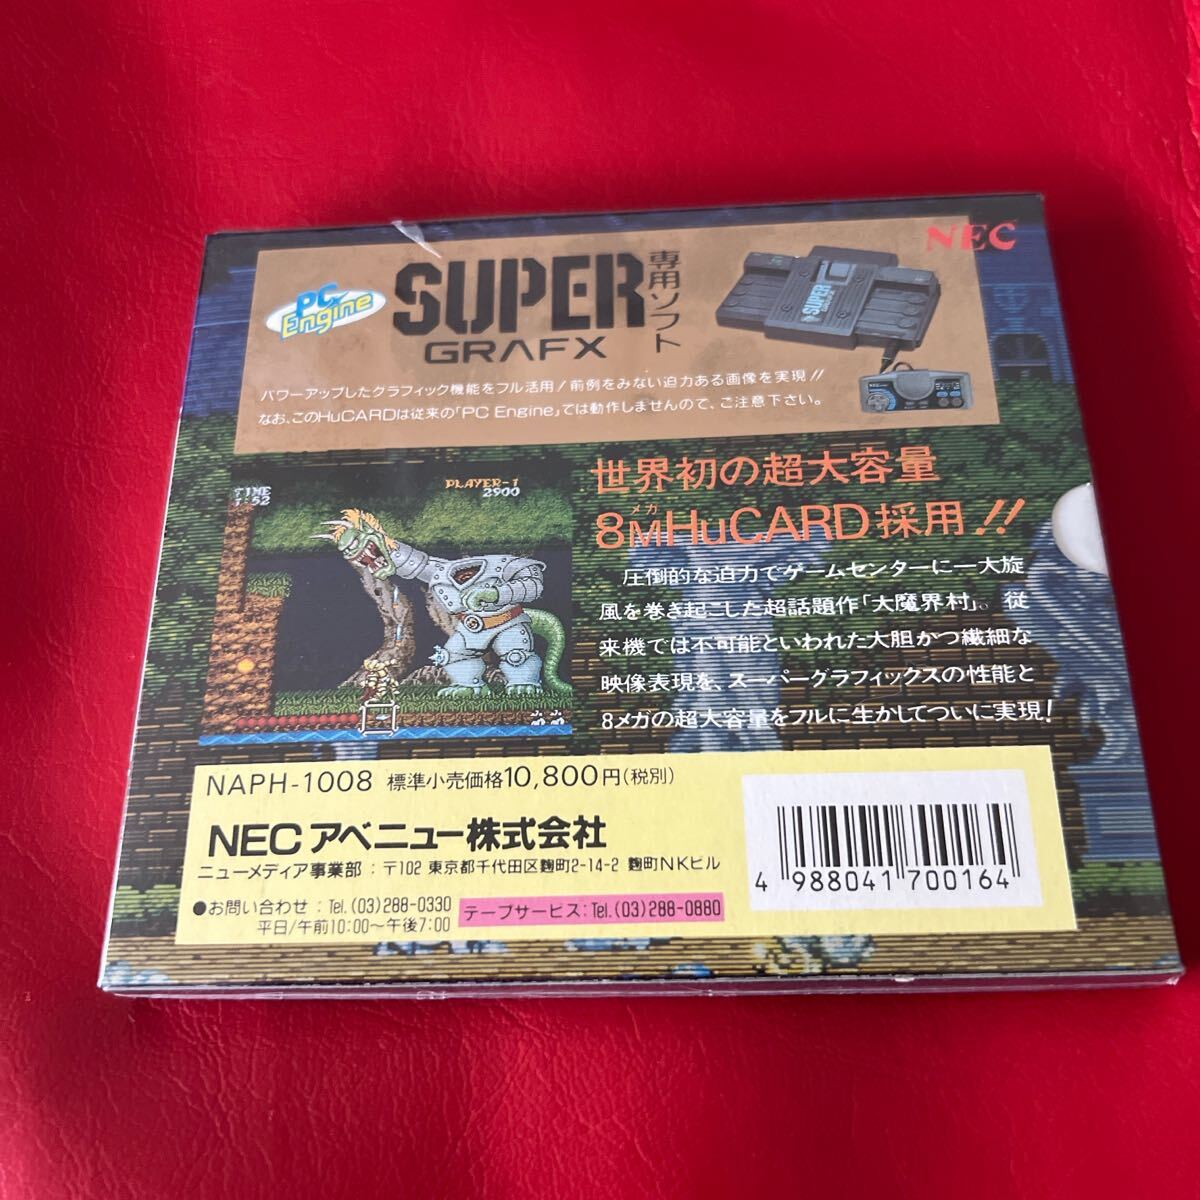 NEC
PC Engine
SUPER
GRAFX
専用ソフト
パワーアップしたグラフィック機能をフル活用!前例をみない迫力ある画像を実現!!
なお、このHuCARDは従来の「PC Engine」では動作しませんので、ご注意下さい。
TIME
1:52
PLAYER-1
2900
世界初の超大容量
メガ
8MHuCARD採用!!
圧倒的な迫力でゲームセンターに一大旋
風を巻き起こした超話題作「大魔界村」。従
来機では不可能といわれた大胆かつ繊細な
映像表現を、スーパーグラフィックスの性能と
8メガの超大容量をフルに生かしてついに実現!
NAPH-1008 標準小売価格10,800円(税別)
NECアベニュー株式会社
ニューメディア事業部:〒102 東京都千代田区麴町2-14-2 麴町NKビル
●お問い合わせ:Tel.(03)288-0330
平日/午前10:00〜午後7:00
テープサービス:Tel.(03)288-0880
4 988041 700164